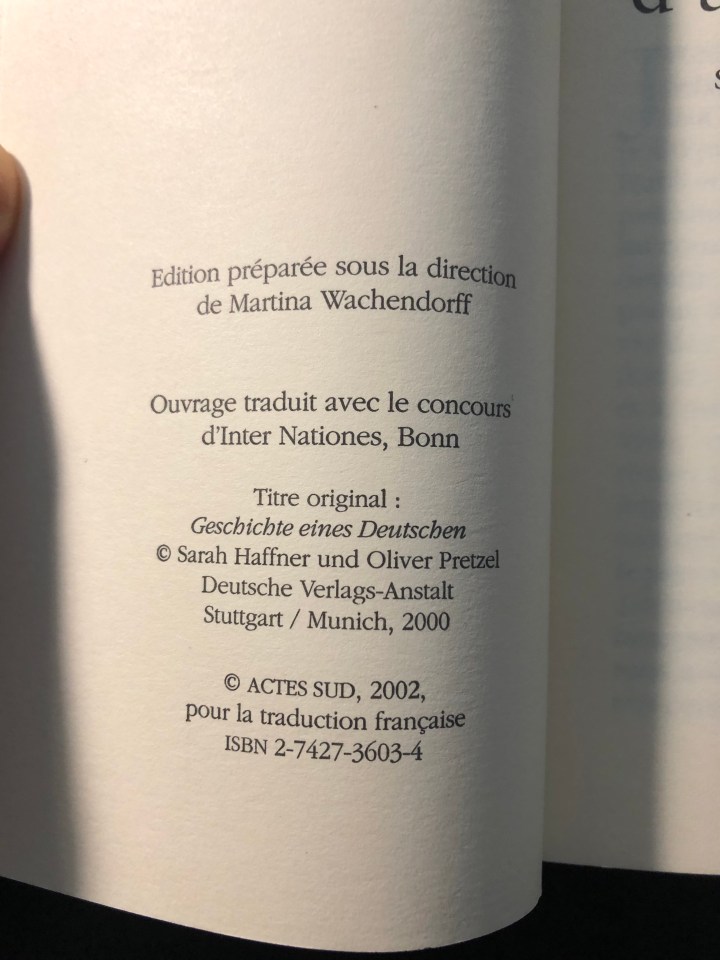 d'u
s
Edition préparée sous la direction
de Martina Wachendorff
Ouvrage traduit avec le concours
d'Inter Nationes, Bonn
Titre original :
Geschichte eines Deutschen
© Sarah Haffner und Oliver Pretzel
Deutsche Verlags-Anstalt
Stuttgart / Munich, 2000
© ACTES SUD, 2002,
pour la traduction française
ISBN 2-7427-3603-4